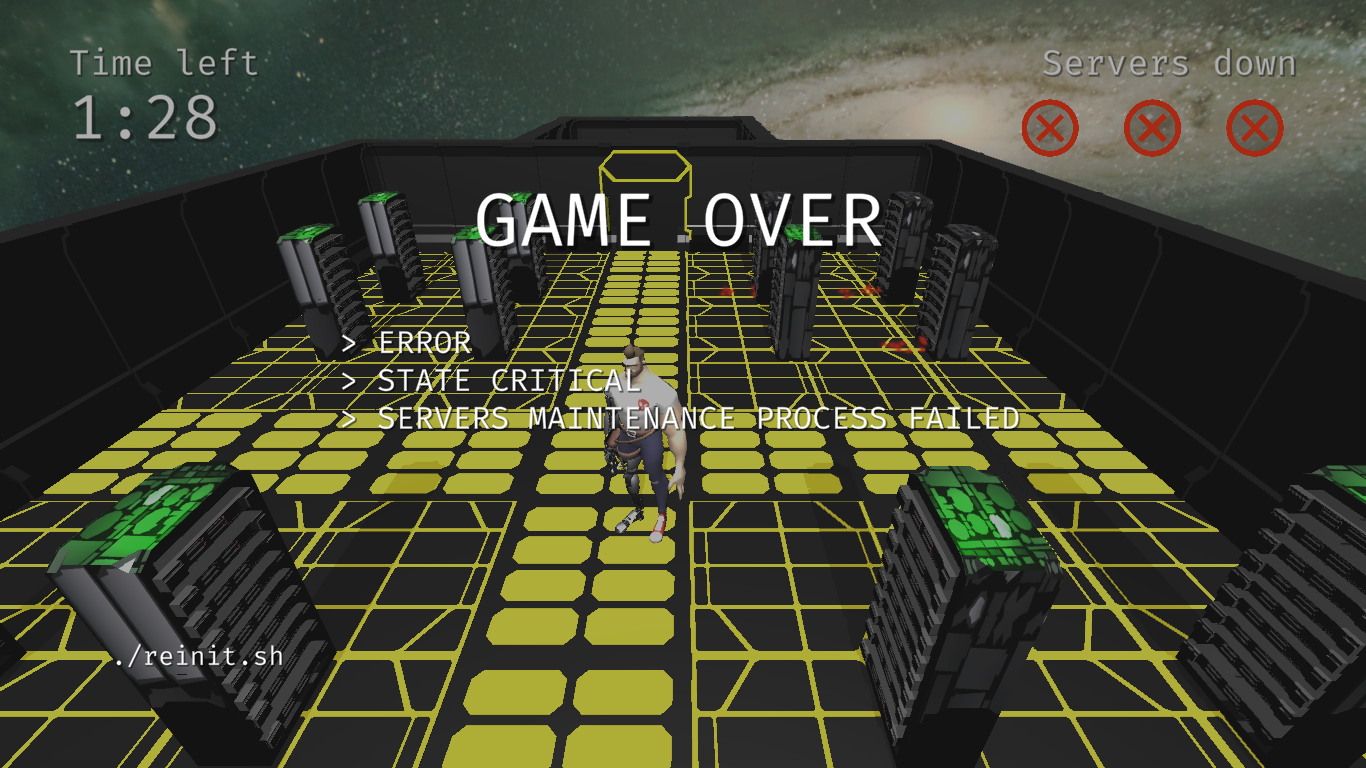 Time left
Servers down
1:28
GAME OVER
> ERROR
> STATE CRITICAL
> SERVERS MAINTENANCE PROCESS FAILED
./reinit.sh